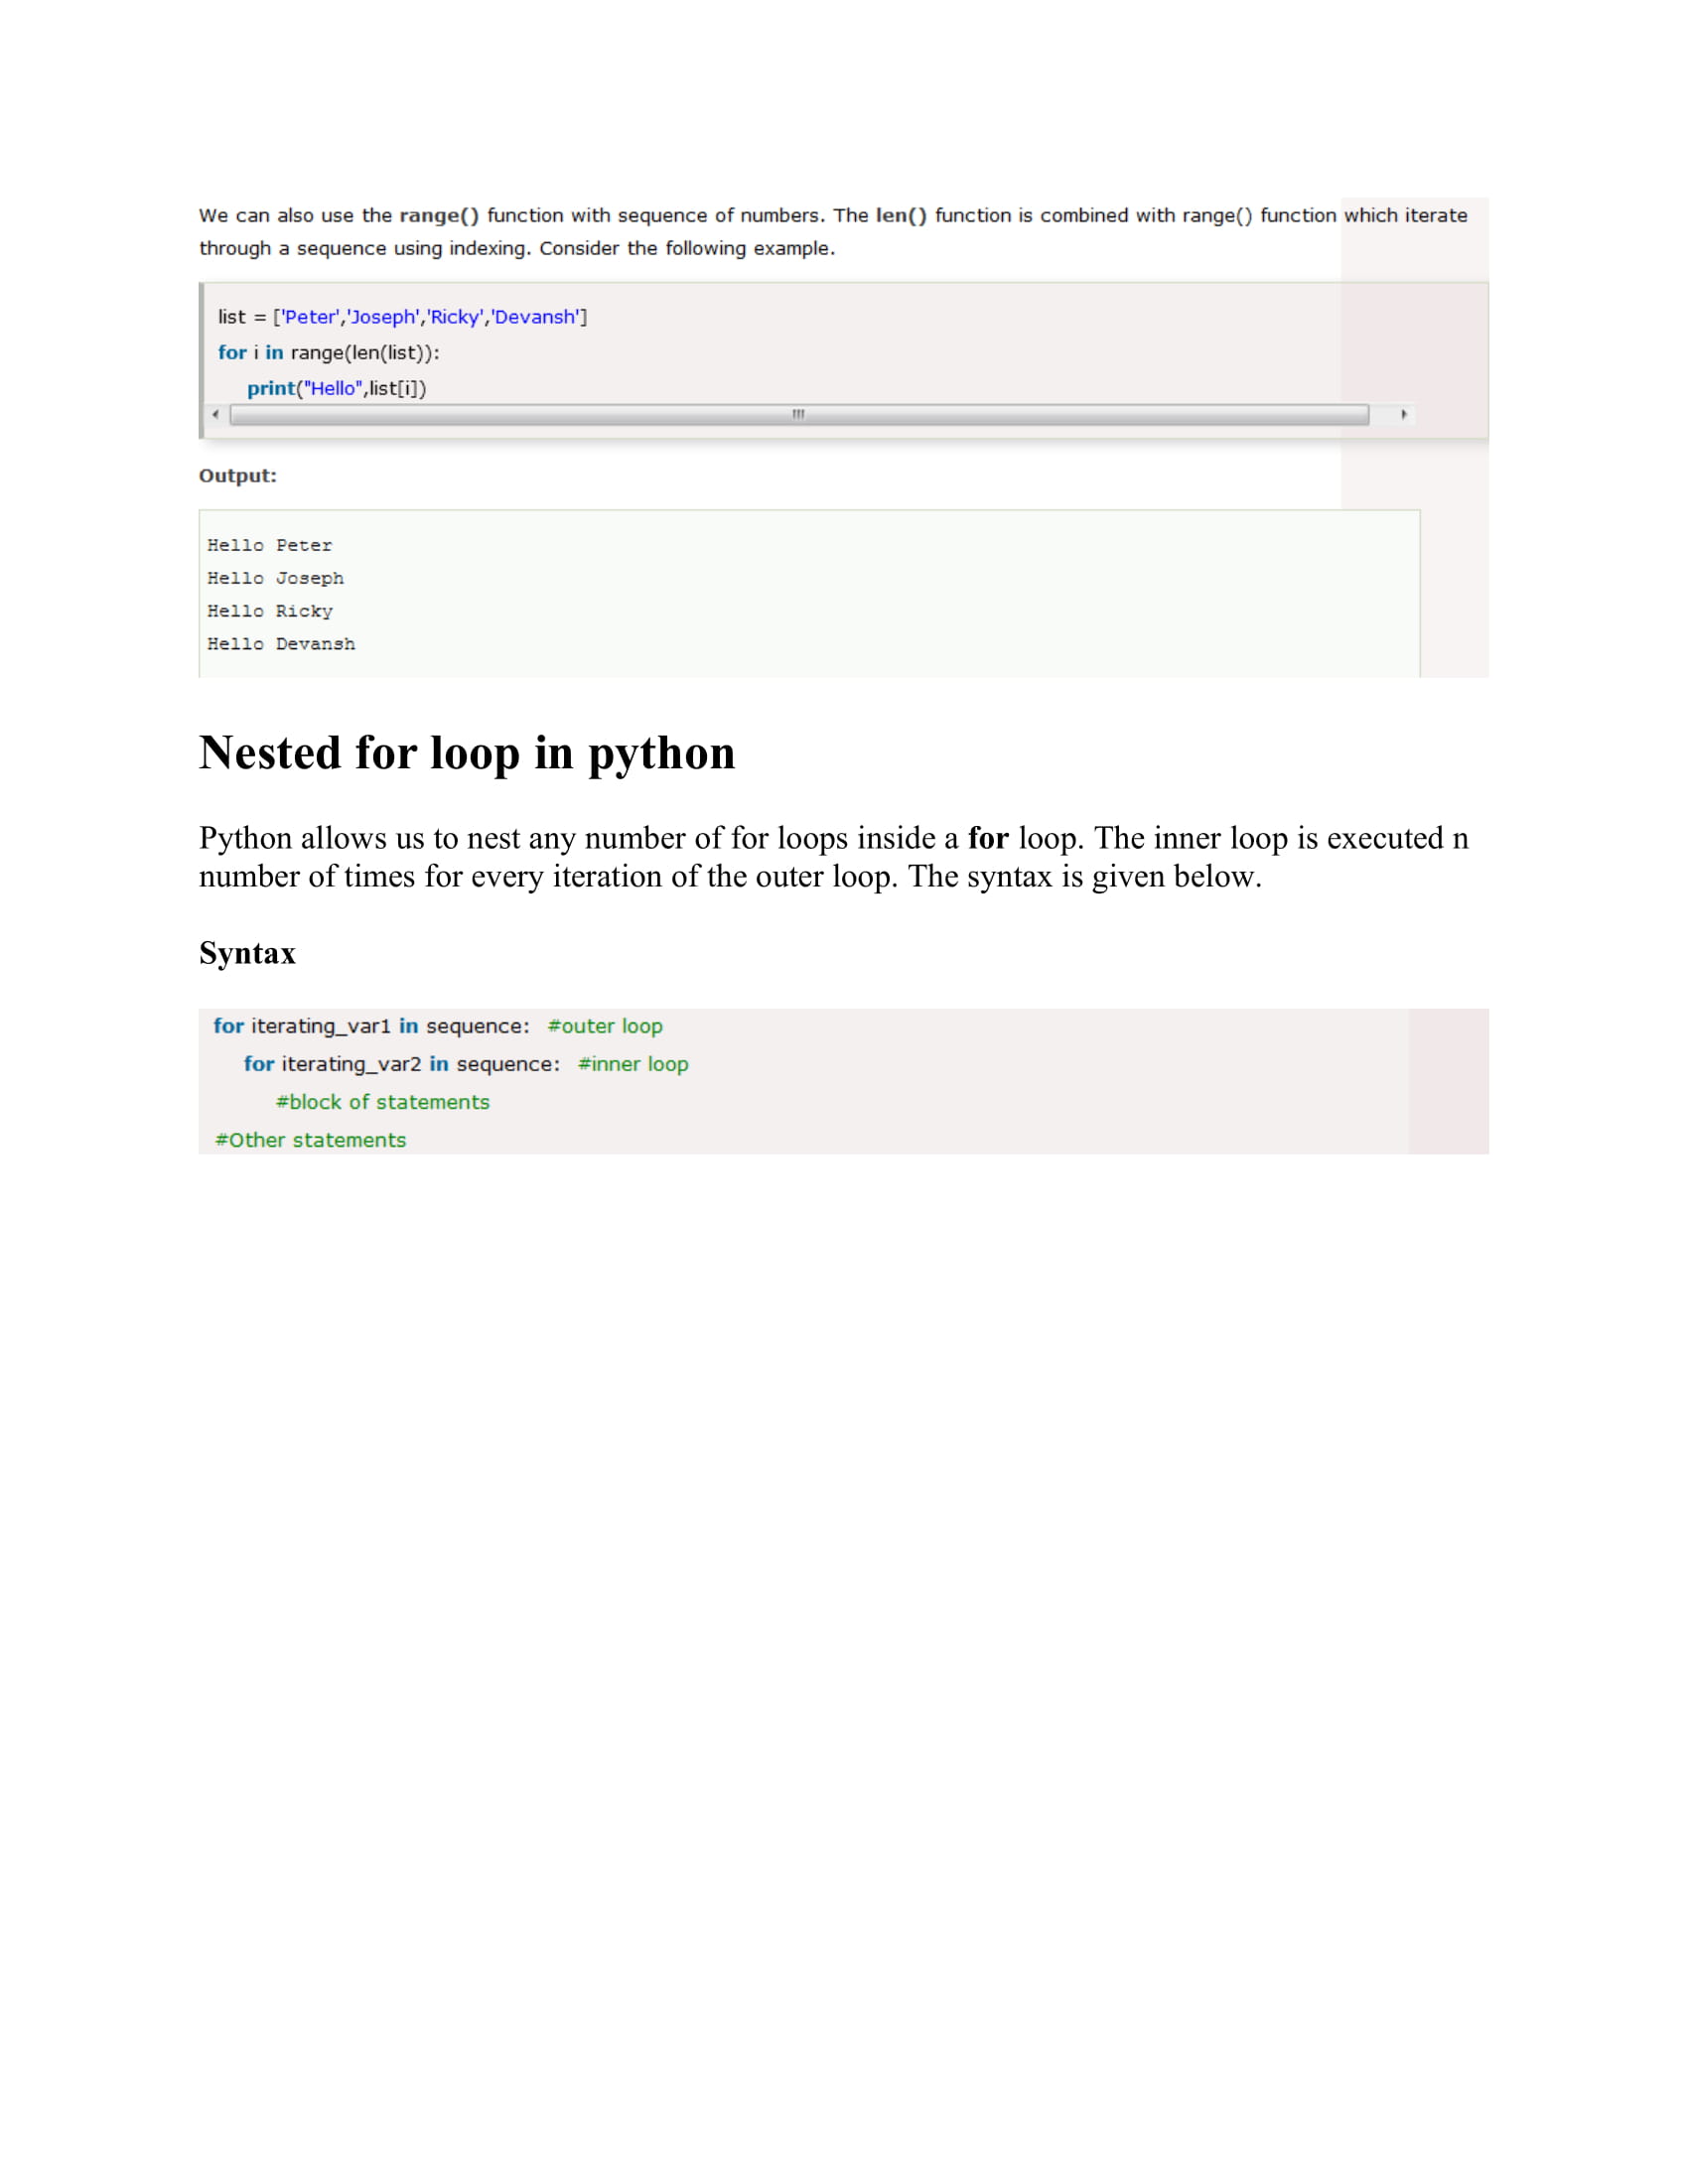 We can also use the range() function with sequence of numbers. The len() function is combined with range() function which iterate
through a sequence using indexing. Consider the following example.
list = ['Peter','Joseph','Ricky','Devansh']
for i in range(len(list)):
    print("Hello",list[i])
Output:
Hello Peter
Hello Joseph
Hello Ricky
Hello Devansh
Nested for loop in python
Python allows us to nest any number of for loops inside a for loop. The inner loop is executed n
number of times for every iteration of the outer loop. The syntax is given below.
Syntax
for iterating_var1 in sequence:  #outer loop
    for iterating_var2 in sequence:  #inner loop
        #block of statements
#Other statements